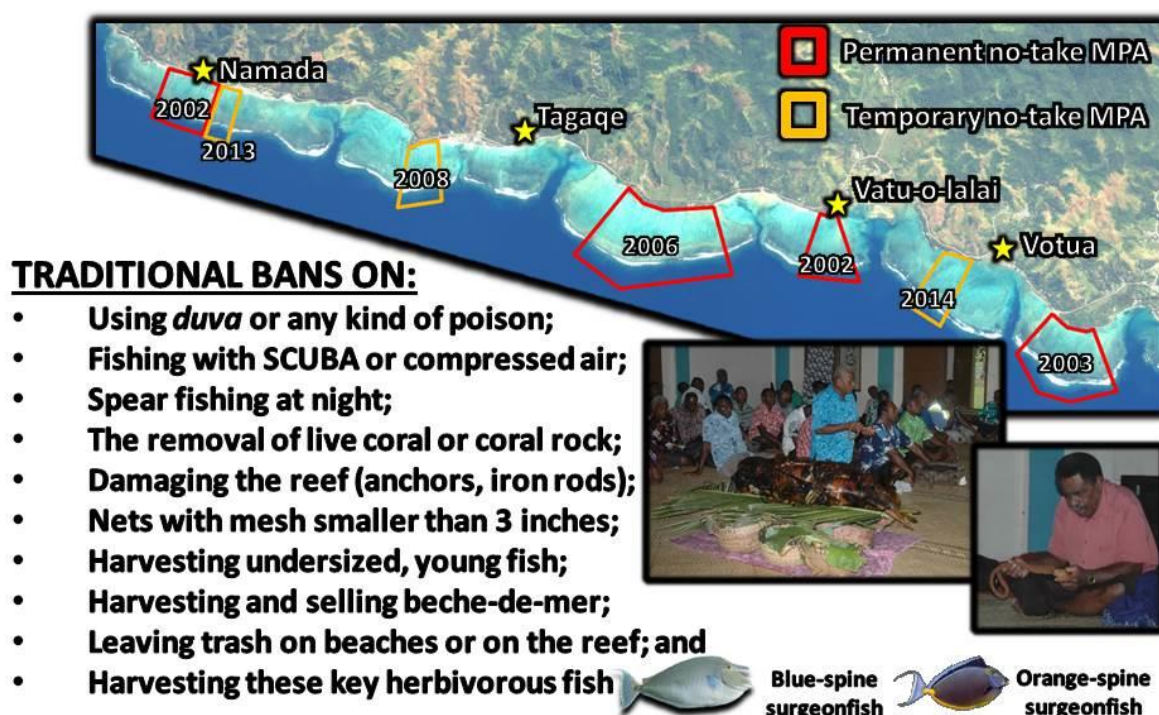 Permanent no-take MPA
Temporary no-take MPA
Namada
2002
2013
Tagaqe
2008
2006
Vatu-o-lalai
2002
Votua
2014
2003
TRADITIONAL BANS ON:
• Using duva or any kind of poison;
• Fishing with SCUBA or compressed air;
• Spear fishing at night;
• The removal of live coral or coral rock;
• Damaging the reef (anchors, iron rods);
• Nets with mesh smaller than 3 inches;
• Harvesting undersized, young fish;
• Harvesting and selling beche-de-mer;
• Leaving trash on beaches or on the reef; and
• Harvesting these key herbivorous fish
Blue-spine
surgeonfish
Orange-spine
surgeonfish